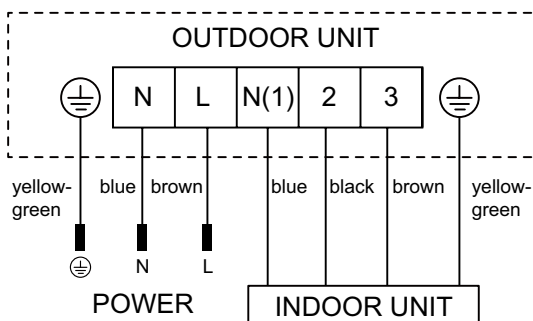 OUTDOOR UNIT
N L N(1) 2 3
yellow-green blue brown blue black brown yellow-green
N L
POWER INDOOR UNIT